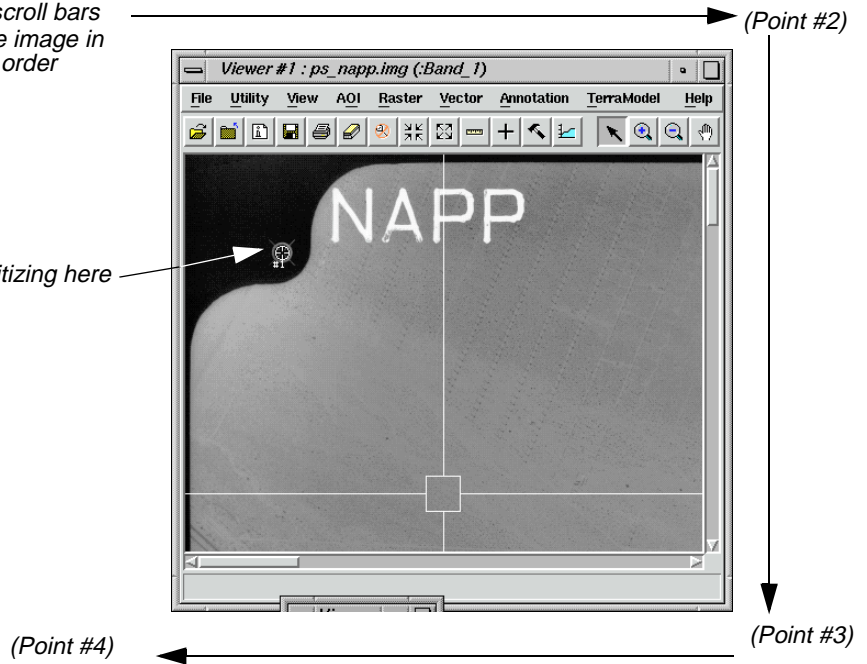 scroll bars
e image in
order
(Point #2)
Viewer #1 : ps_napp.img (:Band_1)
File Utility View AOI Raster Vector Annotation TerraModel Help
NAPP
#1
itizing here
(Point #3)
(Point #4)